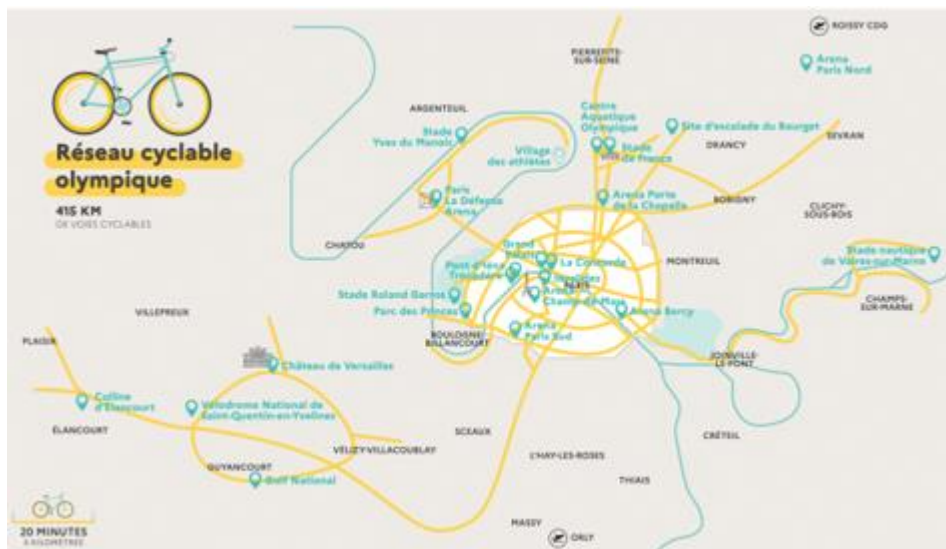 Réseau cyclable
olympique
415 KM
DE VOIES CYCLABLES
ROISSY CDG
PIERREFITTE-
SUR-SEINE
Arena
Paris Nord
ARGENTEUIL
Centre
Aquatique
Olympique
Stade
Yves du Manoir
Site d'escalade du Bourget
SEVRAN
Village
des athlètes
Stade
de France
DRANCY
Paris
La Défense
Arena
Arena Porte
de la Chapelle
BOBIGNY
CLICHY-
SOUS-BOIS
CHATOU
Grand
La Concorde
MONTREUIL
Stade nautique
de Vaires-sur-Marne
Pont d'Iéna
Trocadéro
Invalides
PARIS
Stade Roland Garros
Arena
Champ-de-Mars
CHAMPS-
SUR-MARNE
VILLEPREUX
Parc des Princes
Arena Bercy
PLAISIR
BOULOGNE-
BILLANCOURT
Arena
Paris Sud
JOINVILLE-
LE-PONT
Château de Versailles
Colline
d'Élancourt
Vélodrome National de
Saint-Quentin-en-Yvelines
ÉLANCOURT
SCEAUX
CRÉTEIL
VÉLIZY-VILLACOUBLAY
L'HAY-LES-ROSES
GUYANCOURT
Golf National
THIAIS
MASSY
ORLY
20 MINUTES